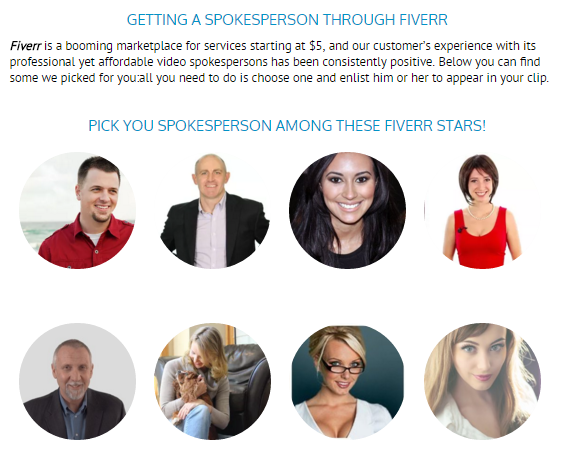 GETTING A SPOKESPERSON THROUGH FIVERR
Fiverr is a booming marketplace for services starting at $5, and our customer's experience with its
professional yet affordable video spokespersons has been consistently positive. Below you can find
some we picked for you:all you need to do is choose one and enlist him or her to appear in your clip.
PICK YOU SPOKESPERSON AMONG THESE FIVERR STARS!